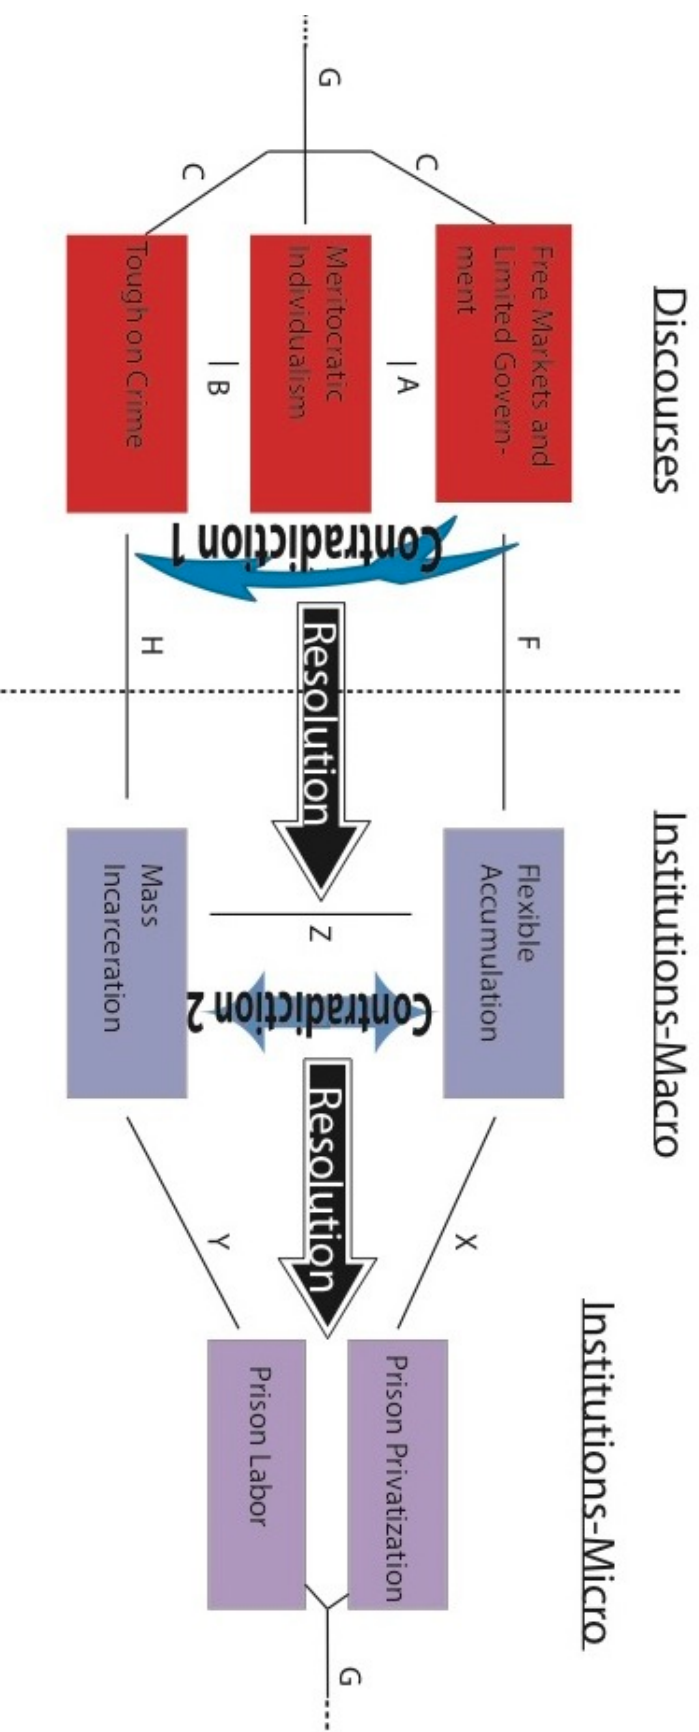 Discourses
Institutions-Macro
Institutions-Micro
G
C
C
Free Markets and
Limited Govern-
ment
A
Meritocratic
Individualism
B
Tough on Crime
Contradiction 1
F
H
Resolution
Flexible
Accumulation
Z
Contradiction 2
Mass
Incarceration
Resolution
X
Y
Prison Privatization
Prison Labor
G